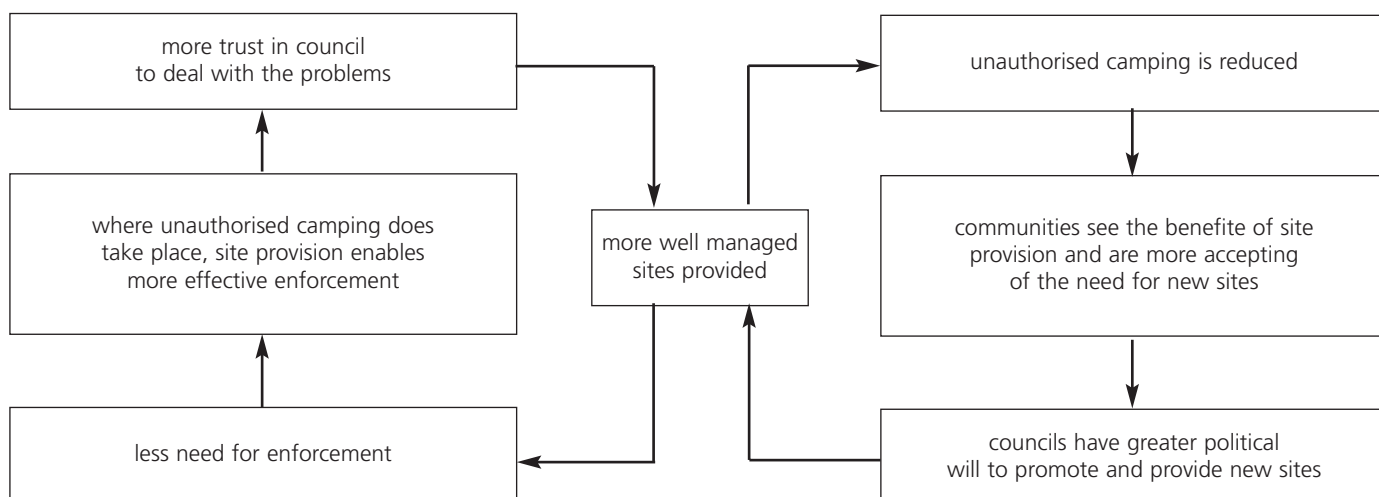 more trust in council
to deal with the problems
unauthorised camping is reduced
where unauthorised camping does
take place, site provision enables
more effective enforcement
more well managed
sites provided
communities see the benefite of site
provision and are more accepting
of the need for new sites
less need for enforcement
councils have greater political
will to promote and provide new sites